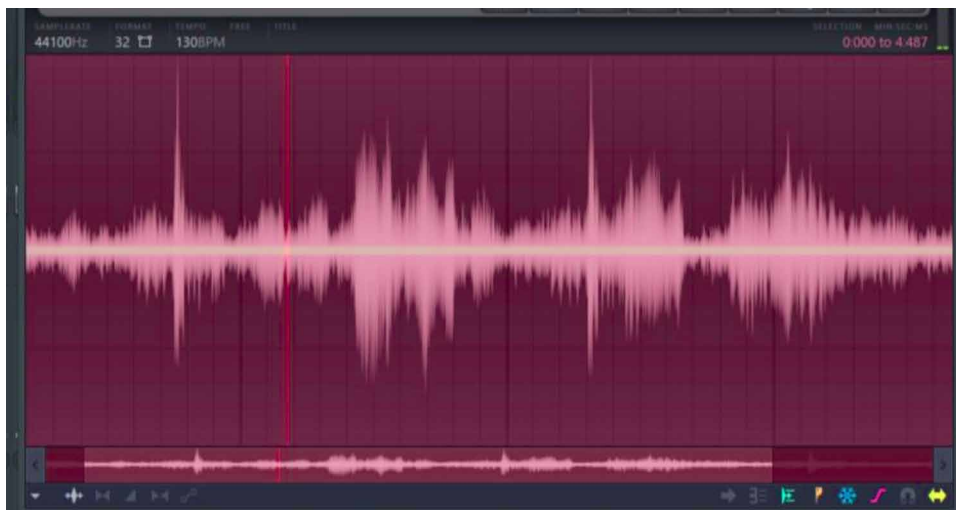 SAMPLERATE FORMAT TEMPO FREE TITLE SELECTION MIN:SEC:MS
44100Hz 32 130BPM 0:000 to 4:487